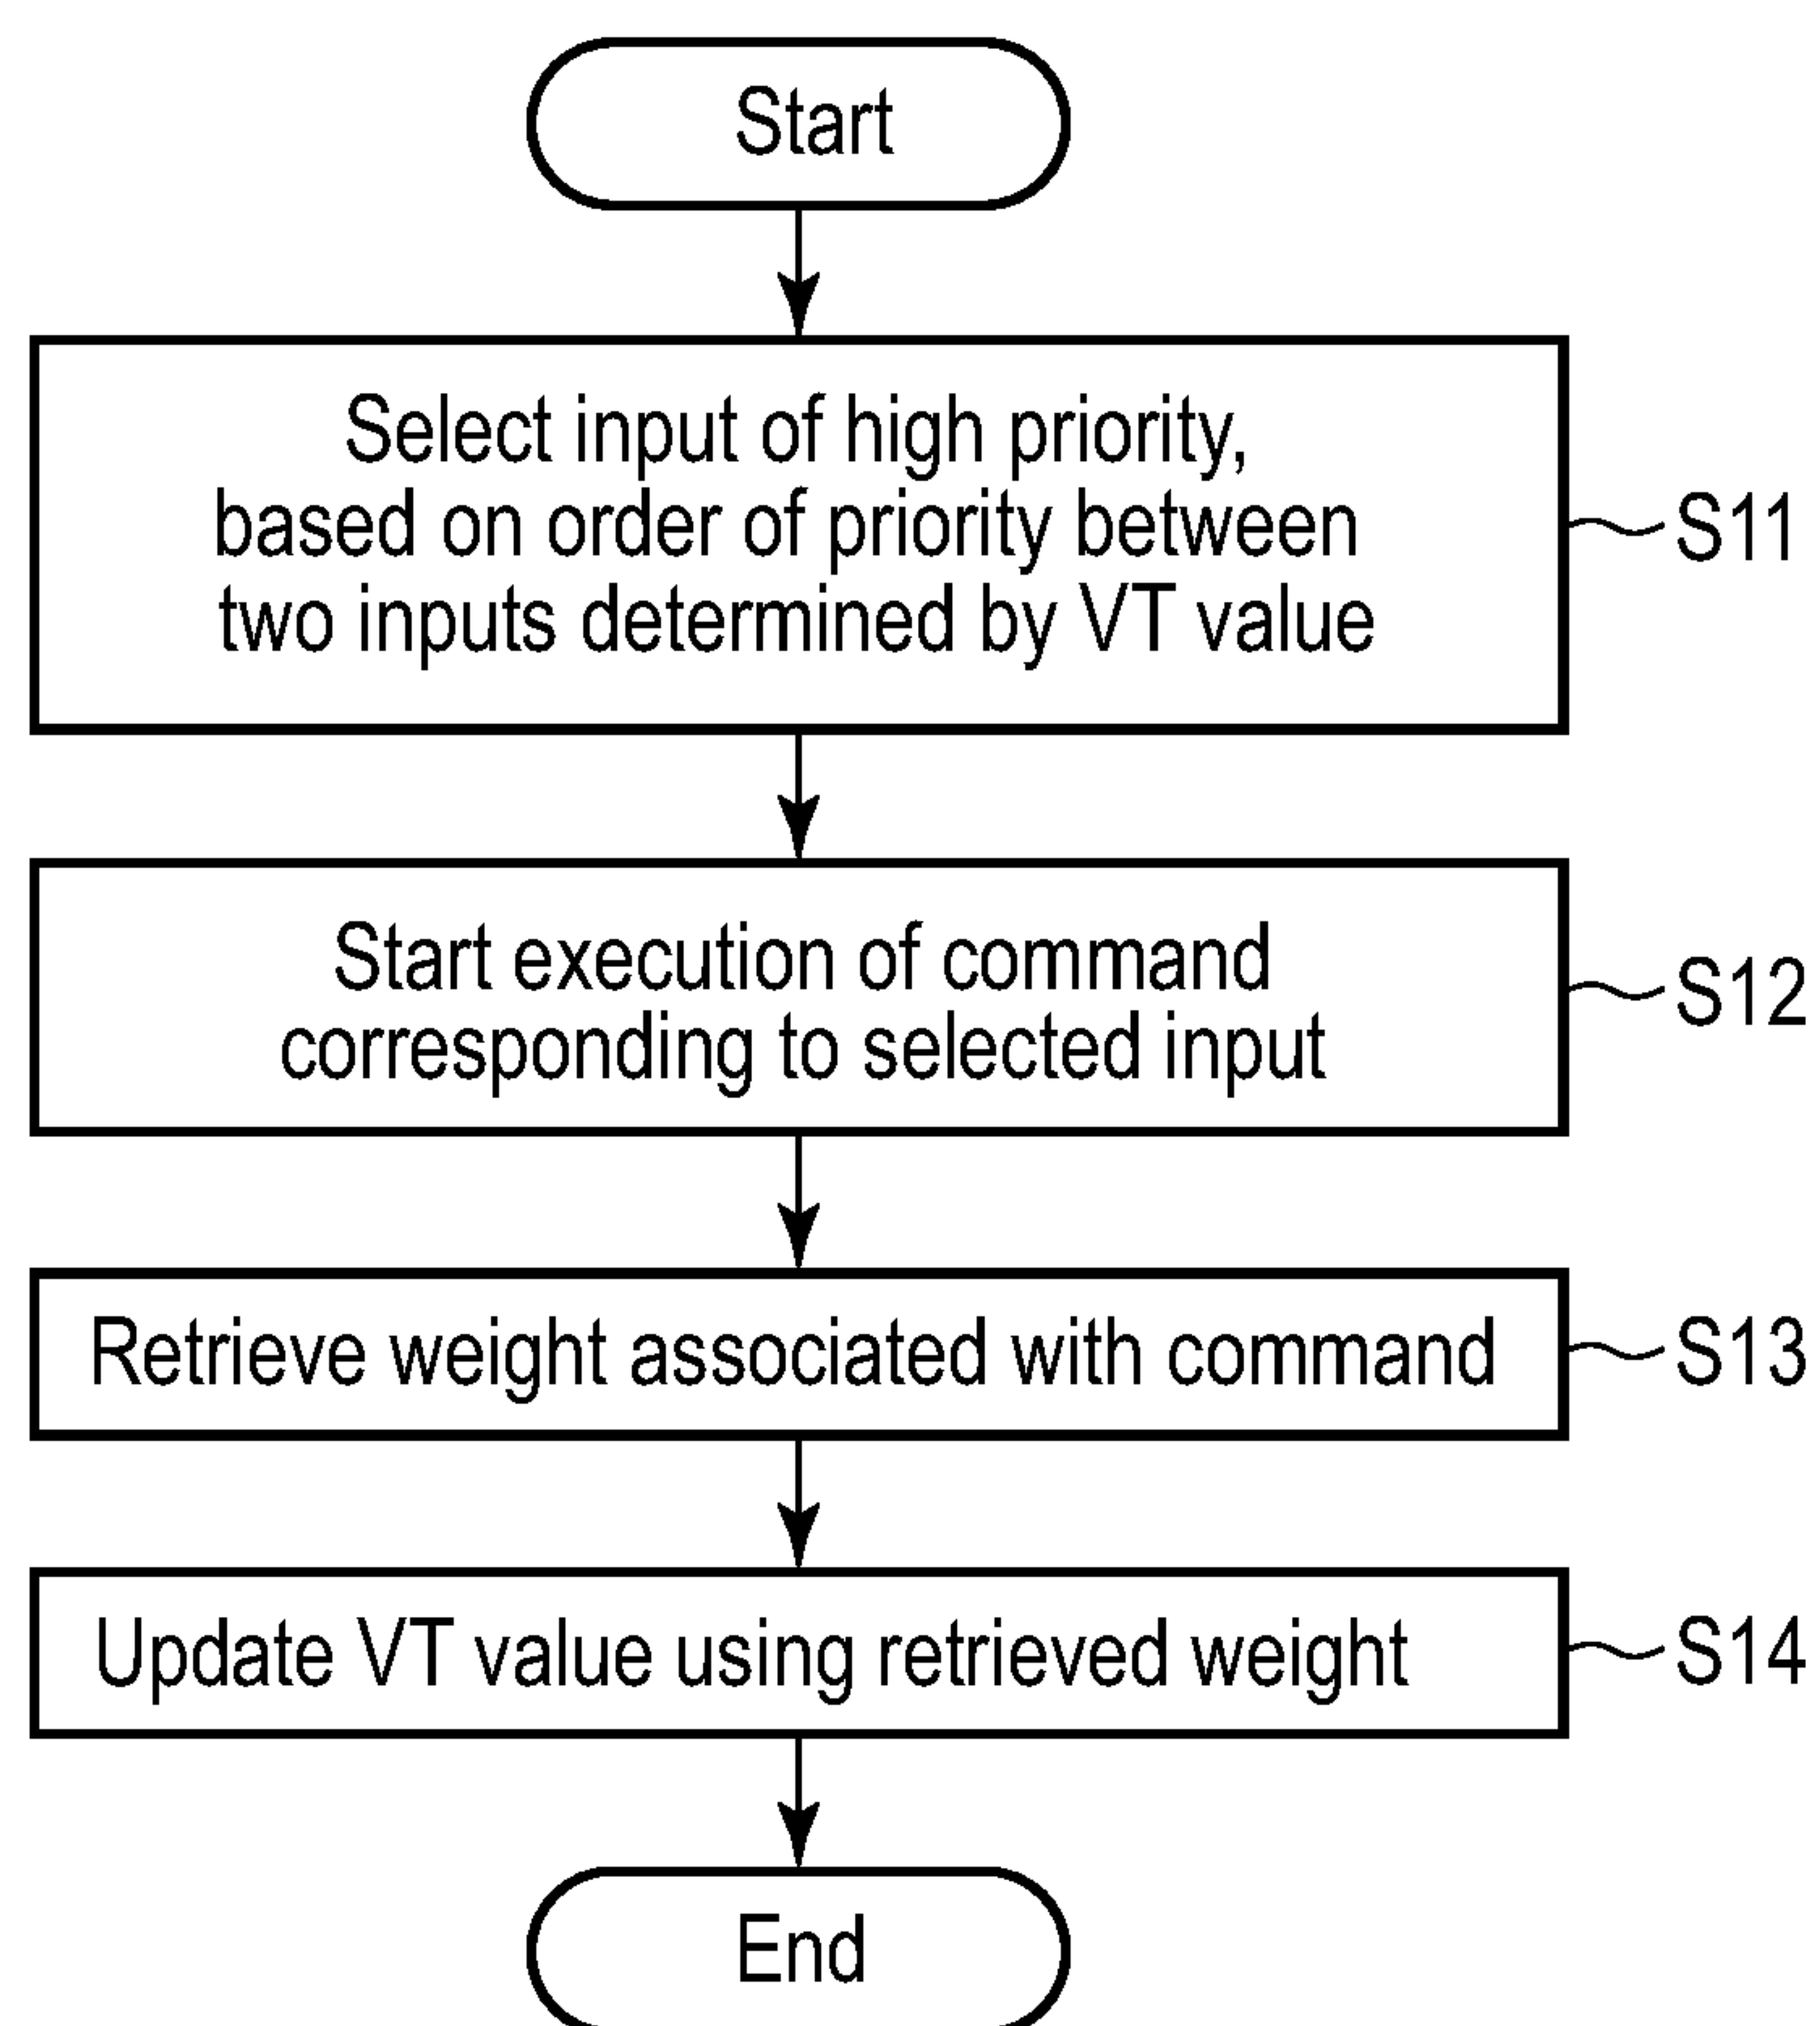 Start
Select input of high priority,
based on order of priority between
two inputs determined by VT value
S11
Start execution of command
corresponding to selected input
S12
Retrieve weight associated with command
S13
Update VT value using retrieved weight
S14
End